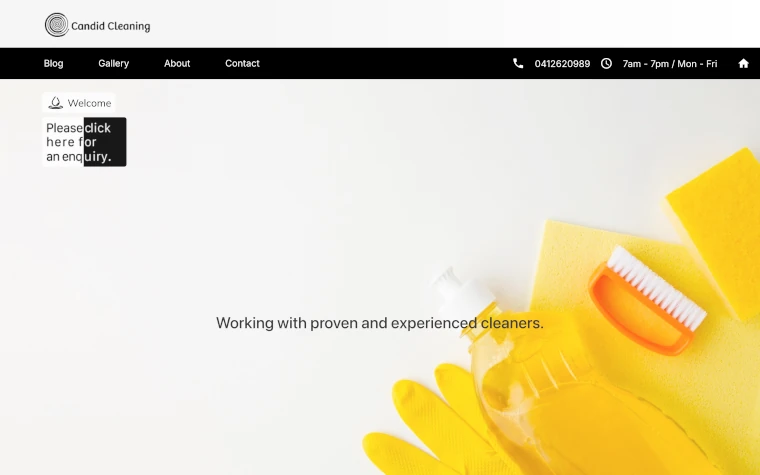 Candid Cleaning
Blog Gallery About Contact 0412620989 7am - 7pm / Mon - Fri
Welcome
Please click
here for
an enquiry.
Working with proven and experienced cleaners.